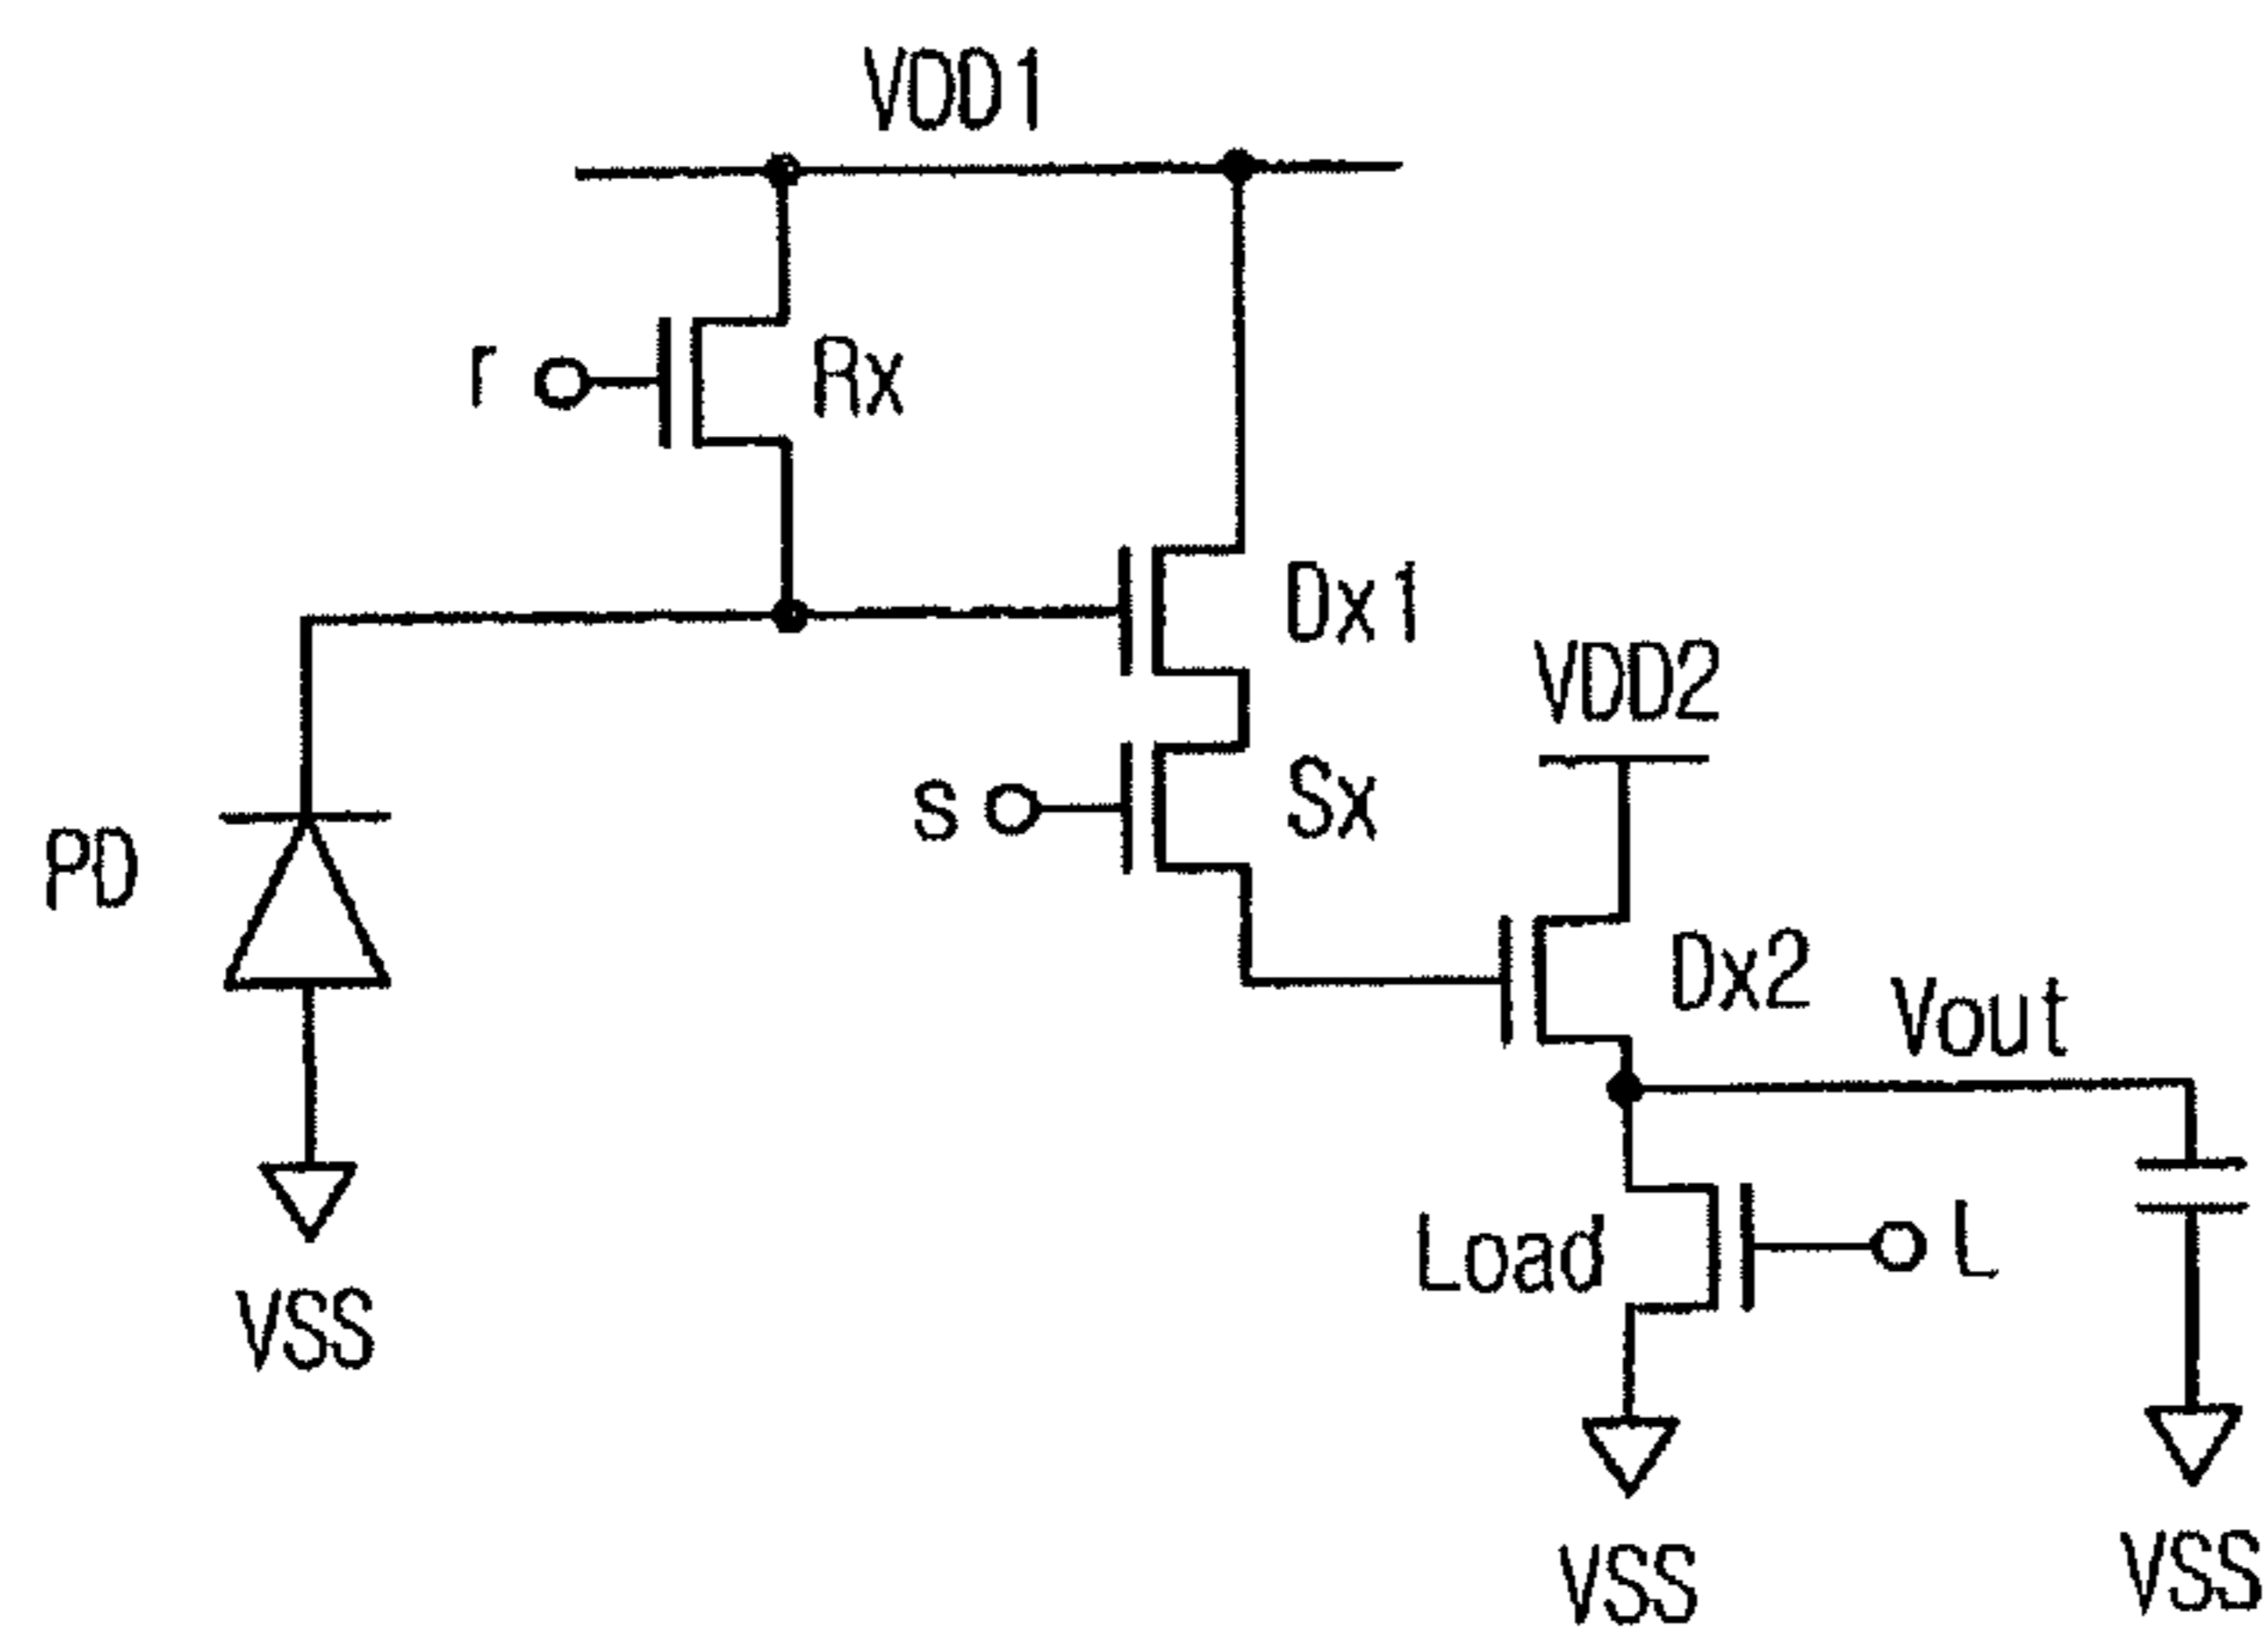 VDD1
r
Rx
Dx1
VDD2
s
Sx
PD
Dx2
Vout
Load
L
VSS
VSS
VSS